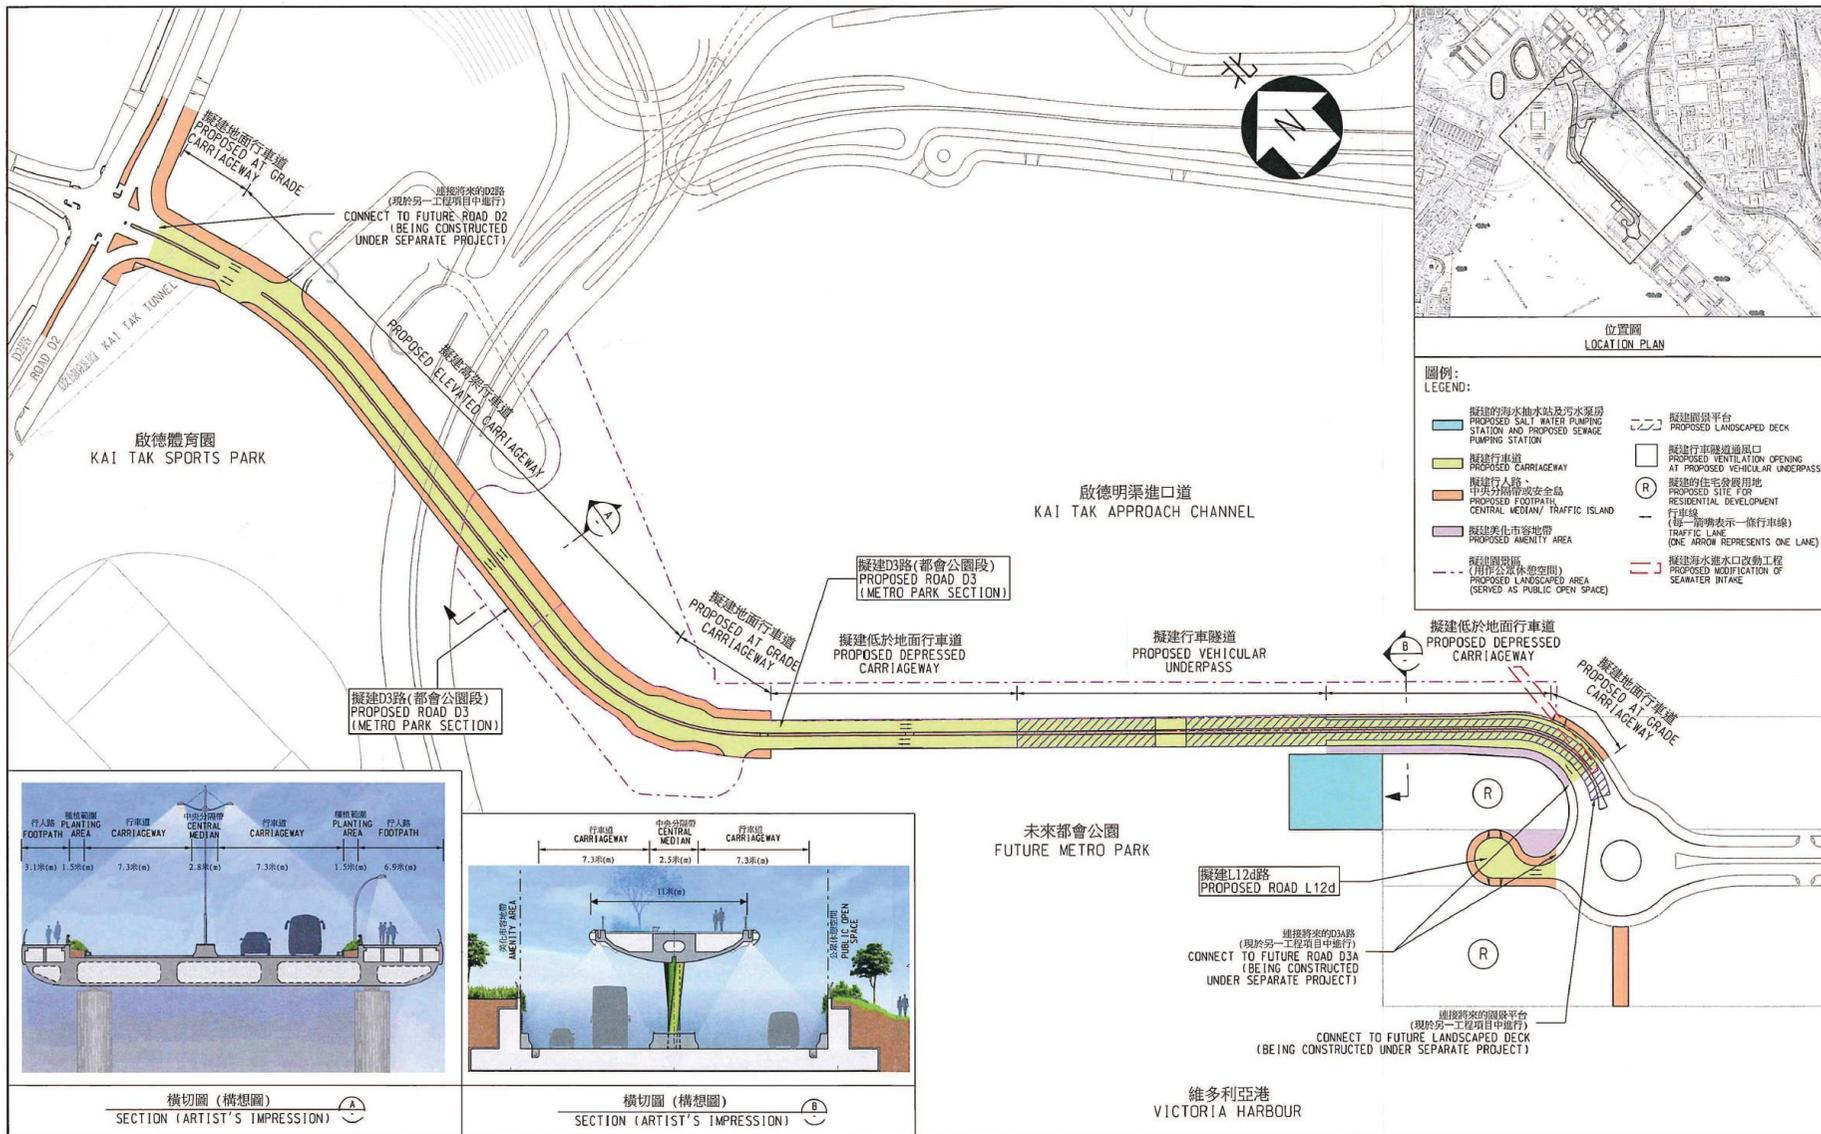 北
N
擬建地面行車道
PROPOSED AT GRADE
CARRIAGEWAY
連接將來的D2路
(現於另一工程項目中進行)
CONNECT TO FUTURE ROAD D2
(BEING CONSTRUCTED
UNDER SEPARATE PROJECT)
D2路
ROAD D2
啟德隧道 KAI TAK TUNNEL
擬建高架行車道
PROPOSED ELEVATED CARRIAGEWAY
啟德體育園
KAI TAK SPORTS PARK
A
-
啟德明渠進口道
KAI TAK APPROACH CHANNEL
擬建D3路(都會公園段)
PROPOSED ROAD D3
(METRO PARK SECTION)
擬建地面行車道
PROPOSED AT GRADE
CARRIAGEWAY
擬建低於地面行車道
PROPOSED DEPRESSED
CARRIAGEWAY
擬建行車隧道
PROPOSED VEHICULAR
UNDERPASS
B
-
擬建低於地面行車道
PROPOSED DEPRESSED
CARRIAGEWAY
擬建地面行車道
PROPOSED AT GRADE
CARRIAGEWAY
擬建D3路(都會公園段)
PROPOSED ROAD D3
(METRO PARK SECTION)
未來都會公園
FUTURE METRO PARK
R
R
擬建L12d路
PROPOSED ROAD L12d
連接將來的D3A路
(現於另一工程項目中進行)
CONNECT TO FUTURE ROAD D3A
(BEING CONSTRUCTED
UNDER SEPARATE PROJECT)
連接將來的園景平台
(現於另一工程項目中進行)
CONNECT TO FUTURE LANDSCAPED DECK
(BEING CONSTRUCTED UNDER SEPARATE PROJECT)
維多利亞港
VICTORIA HARBOUR
位置圖
LOCATION PLAN
圖例:
LEGEND:
擬建的海水抽水站及污水泵房
PROPOSED SALT WATER PUMPING
STATION AND PROPOSED SEWAGE
PUMPING STATION
擬建行車道
PROPOSED CARRIAGEWAY
擬建行人路、
中央分隔帶或安全島
PROPOSED FOOTPATH,
CENTRAL MEDIAN/ TRAFFIC ISLAND
擬建美化市容地帶
PROPOSED AMENITY AREA
擬建園景區
(用作公眾休憩空間)
PROPOSED LANDSCAPED AREA
(SERVED AS PUBLIC OPEN SPACE)
擬建園景平台
PROPOSED LANDSCAPED DECK
擬建行車隧道通風口
PROPOSED VENTILATION OPENING
AT PROPOSED VEHICULAR UNDERPASS
R
擬建的住宅發展用地
PROPOSED SITE FOR
RESIDENTIAL DEVELOPMENT
行車線
(每一箭嘴表示一條行車線)
TRAFFIC LANE
(ONE ARROW REPRESENTS ONE LANE)
擬建海水進水口改動工程
PROPOSED MODIFICATION OF
SEAWATER INTAKE
行人路
FOOTPATH
種植範圍
PLANTING
AREA
行車道
CARRIAGEWAY
中央分隔帶
CENTRAL
MEDIAN
行車道
CARRIAGEWAY
種植範圍
PLANTING
AREA
行人路
FOOTPATH
3.1米(m) 1.5米(m) 7.3米(m) 2.8米(m) 7.3米(m) 1.5米(m) 6.9米(m)
橫切圖 (構想圖)
SECTION (ARTIST'S IMPRESSION)
A
-
行車道
CARRIAGEWAY
中央分隔帶
CENTRAL
MEDIAN
行車道
CARRIAGEWAY
7.3米(m) 2.5米(m) 7.3米(m)
11米(m)
美化市容地帶
AMENITY AREA
公眾休憩空間
PUBLIC OPEN
SPACE
橫切圖 (構想圖)
SECTION (ARTIST'S IMPRESSION)
B
-